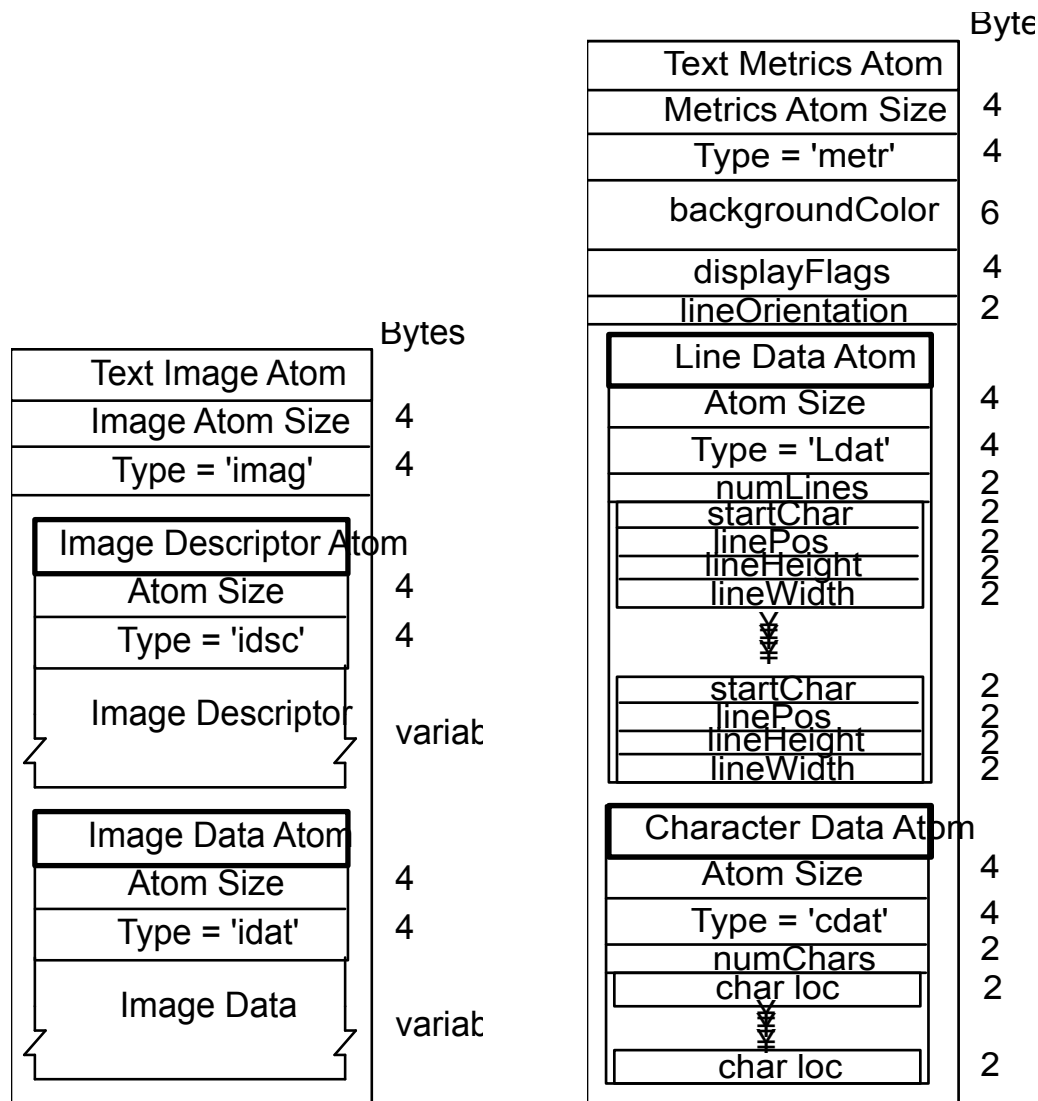 Bytes
Text Image Atom
Image Atom Size 4
Type = 'imag' 4
Image Descriptor Atom
Atom Size 4
Type = 'idsc' 4
Image Descriptor
variab
Image Data Atom
Atom Size 4
Type = 'idat' 4
Image Data
variab
Byte
Text Metrics Atom
Metrics Atom Size 4
Type = 'metr' 4
backgroundColor 6
displayFlags 4
lineOrientation 2
Line Data Atom
Atom Size 4
Type = 'Ldat' 4
numLines 2
startChar 2
linePos 2
lineHeight 2
lineWidth 2
startChar 2
linePos 2
lineHeight 2
lineWidth 2
Character Data Atom
Atom Size 4
Type = 'cdat' 4
numChars 2
char loc 2
char loc 2